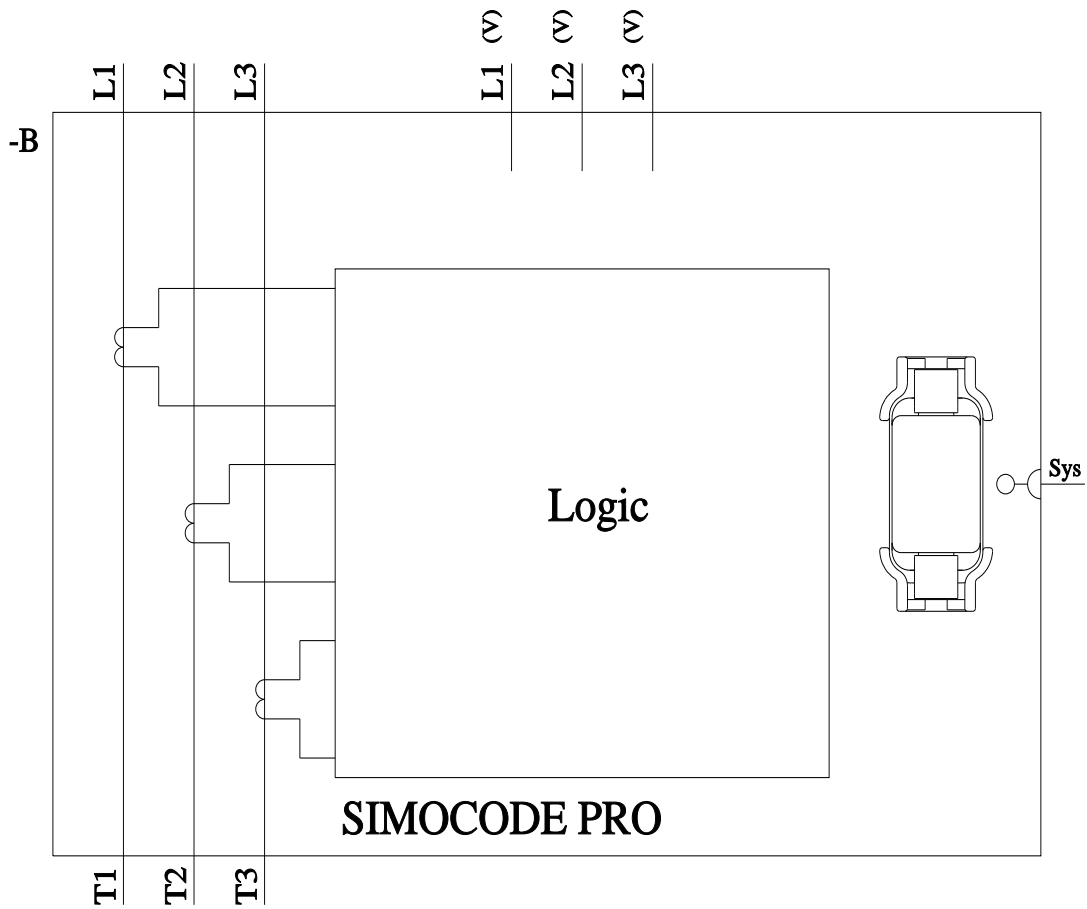 (V) (V) (V)
L1 L2 L3 L1 L2 L3
-B
Sys
Logic
SIMOCODE PRO
T1 T2 T3